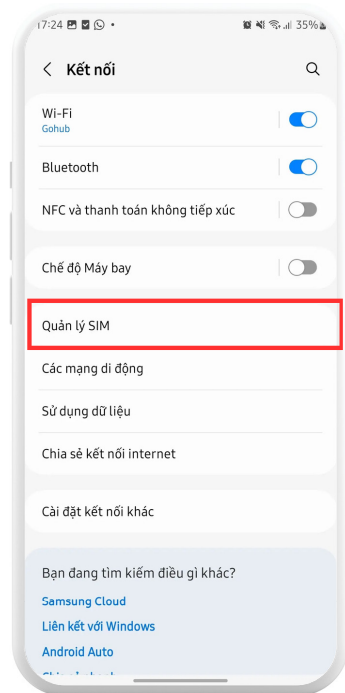 17:24
35%
Kết nối
Wi-Fi
Gohub
Bluetooth
NFC và thanh toán không tiếp xúc
Chế độ Máy bay
Quản lý SIM
Các mạng di động
Sử dụng dữ liệu
Chia sẻ kết nối internet
Cài đặt kết nối khác
Bạn đang tìm kiếm điều gì khác?
Samsung Cloud
Liên kết với Windows
Android Auto